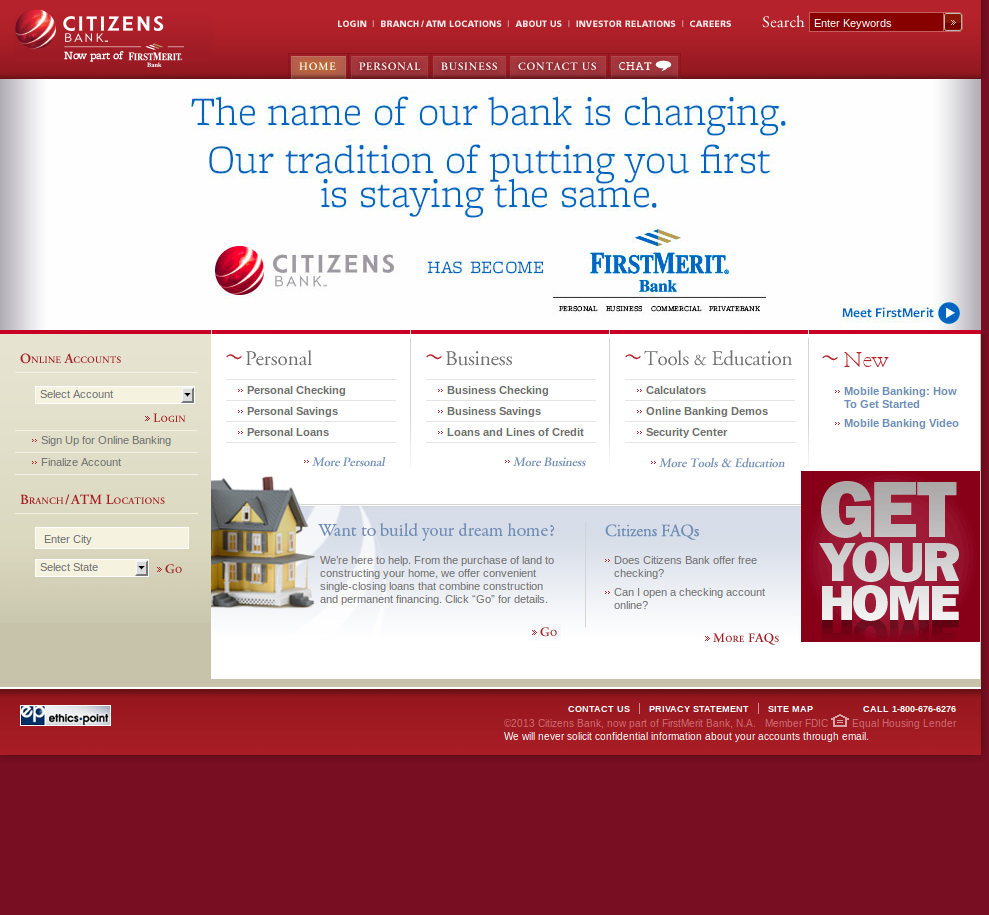 CITIZENS
BANK™
Now part of FIRSTMERIT
Bank
LOGIN | BRANCH / ATM LOCATIONS | ABOUT US | INVESTOR RELATIONS | CAREERS
Search Enter Keywords
HOME PERSONAL BUSINESS CONTACT US CHAT
The name of our bank is changing.
Our tradition of putting you first
is staying the same.
CITIZENS
BANK™
HAS BECOME
FIRSTMERIT.
Bank
PERSONAL BUSINESS COMMERCIAL PRIVATEBANK
Meet FirstMerit
ONLINE ACCOUNTS
Select Account
» LOGIN
Sign Up for Online Banking
Finalize Account
BRANCH / ATM LOCATIONS
Enter City
Select State
» GO
~ Personal
Personal Checking
Personal Savings
Personal Loans
» More Personal
~ Business
Business Checking
Business Savings
Loans and Lines of Credit
» More Business
~ Tools & Education
Calculators
Online Banking Demos
Security Center
» More Tools & Education
~ New
Mobile Banking: How
To Get Started
Mobile Banking Video
Want to build your dream home?
We're here to help. From the purchase of land to
constructing your home, we offer convenient
single-closing loans that combine construction
and permanent financing. Click “Go” for details.
» GO
Citizens FAQs
Does Citizens Bank offer free
checking?
Can I open a checking account
online?
» MORE FAQS
GET
YOUR
HOME
ep ethics·point
CONTACT US | PRIVACY STATEMENT | SITE MAP CALL 1-800-676-6276
©2013 Citizens Bank, now part of FirstMerit Bank, N.A. Member FDIC Equal Housing Lender
We will never solicit confidential information about your accounts through email.